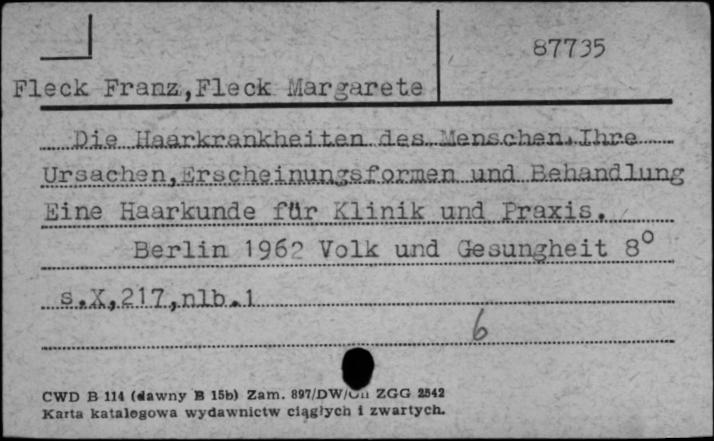 87735
Fleck Franz,Fleck Margarete
Die Haarkrankheiten des Menschen.Ihre
Ursachen,Erscheinungsformen und Behandlung
Eine Haarkunde für Klinik und Praxis.
Berlin 1962 Volk und Gesungheit 8°
s.X,217,nlb.1
6
CWD B 114 (dawny B 15b) Zam. 897/DW/ ZGG 2542
Karta katalogowa wydawnictw ciągłych i zwartych.